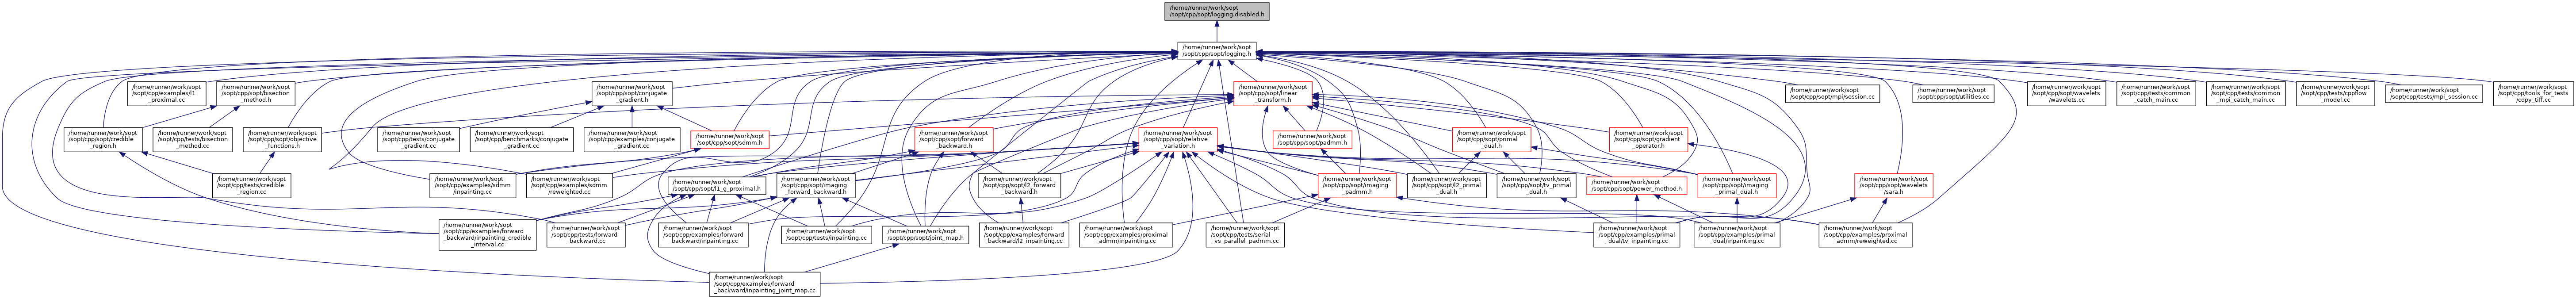 /home/runner/work/sopt
/sopt/cpp/sopt/logging.disabled.h
/home/runner/work/sopt
/sopt/cpp/sopt/logging.h
/home/runner/work/sopt
/sopt/cpp/examples/l1
_proximal.cc
/home/runner/work/sopt
/sopt/cpp/sopt/bisection
_method.h
/home/runner/work/sopt
/sopt/cpp/sopt/conjugate
_gradient.h
/home/runner/work/sopt
/sopt/cpp/sopt/linear
_transform.h
/home/runner/work/sopt
/sopt/cpp/sopt/mpi/session.cc
/home/runner/work/sopt
/sopt/cpp/sopt/utilities.cc
/home/runner/work/sopt
/sopt/cpp/sopt/wavelets
/wavelets.cc
/home/runner/work/sopt
/sopt/cpp/tests/common
_catch_main.cc
/home/runner/work/sopt
/sopt/cpp/tests/common
_mpi_catch_main.cc
/home/runner/work/sopt
/sopt/cpp/tests/cppflow
_model.cc
/home/runner/work/sopt
/sopt/cpp/tests/mpi_session.cc
/home/runner/work/sopt
/sopt/cpp/tools_for_tests
/copy_tiff.cc
/home/runner/work/sopt
/sopt/cpp/sopt/credible
_region.h
/home/runner/work/sopt
/sopt/cpp/tests/bisection
_method.cc
/home/runner/work/sopt
/sopt/cpp/sopt/objective
_functions.h
/home/runner/work/sopt
/sopt/cpp/tests/conjugate
_gradient.cc
/home/runner/work/sopt
/sopt/cpp/benchmarks/conjugate
_gradient.cc
/home/runner/work/sopt
/sopt/cpp/examples/conjugate
_gradient.cc
/home/runner/work/sopt
/sopt/cpp/sopt/sdmm.h
/home/runner/work/sopt
/sopt/cpp/sopt/forward
_backward.h
/home/runner/work/sopt
/sopt/cpp/sopt/relative
_variation.h
/home/runner/work/sopt
/sopt/cpp/sopt/padmm.h
/home/runner/work/sopt
/sopt/cpp/sopt/primal
_dual.h
/home/runner/work/sopt
/sopt/cpp/sopt/gradient
_operator.h
/home/runner/work/sopt
/sopt/cpp/tests/credible
_region.cc
/home/runner/work/sopt
/sopt/cpp/examples/sdmm
/inpainting.cc
/home/runner/work/sopt
/sopt/cpp/examples/sdmm
/reweighted.cc
/home/runner/work/sopt
/sopt/cpp/sopt/l1_g_proximal.h
/home/runner/work/sopt
/sopt/cpp/sopt/imaging
_forward_backward.h
/home/runner/work/sopt
/sopt/cpp/sopt/l2_forward
_backward.h
/home/runner/work/sopt
/sopt/cpp/sopt/imaging
_padmm.h
/home/runner/work/sopt
/sopt/cpp/sopt/l2_primal
_dual.h
/home/runner/work/sopt
/sopt/cpp/sopt/tv_primal
_dual.h
/home/runner/work/sopt
/sopt/cpp/sopt/power_method.h
/home/runner/work/sopt
/sopt/cpp/sopt/imaging
_primal_dual.h
/home/runner/work/sopt
/sopt/cpp/sopt/wavelets
/sara.h
/home/runner/work/sopt
/sopt/cpp/examples/forward
_backward/inpainting_credible
_interval.cc
/home/runner/work/sopt
/sopt/cpp/tests/forward
_backward.cc
/home/runner/work/sopt
/sopt/cpp/examples/forward
_backward/inpainting.cc
/home/runner/work/sopt
/sopt/cpp/tests/inpainting.cc
/home/runner/work/sopt
/sopt/cpp/sopt/joint_map.h
/home/runner/work/sopt
/sopt/cpp/examples/forward
_backward/l2_inpainting.cc
/home/runner/work/sopt
/sopt/cpp/examples/proximal
_admm/inpainting.cc
/home/runner/work/sopt
/sopt/cpp/tests/serial
_vs_parallel_padmm.cc
/home/runner/work/sopt
/sopt/cpp/examples/primal
_dual/tv_inpainting.cc
/home/runner/work/sopt
/sopt/cpp/examples/primal
_dual/inpainting.cc
/home/runner/work/sopt
/sopt/cpp/examples/proximal
_admm/reweighted.cc
/home/runner/work/sopt
/sopt/cpp/examples/forward
_backward/inpainting_joint_map.cc